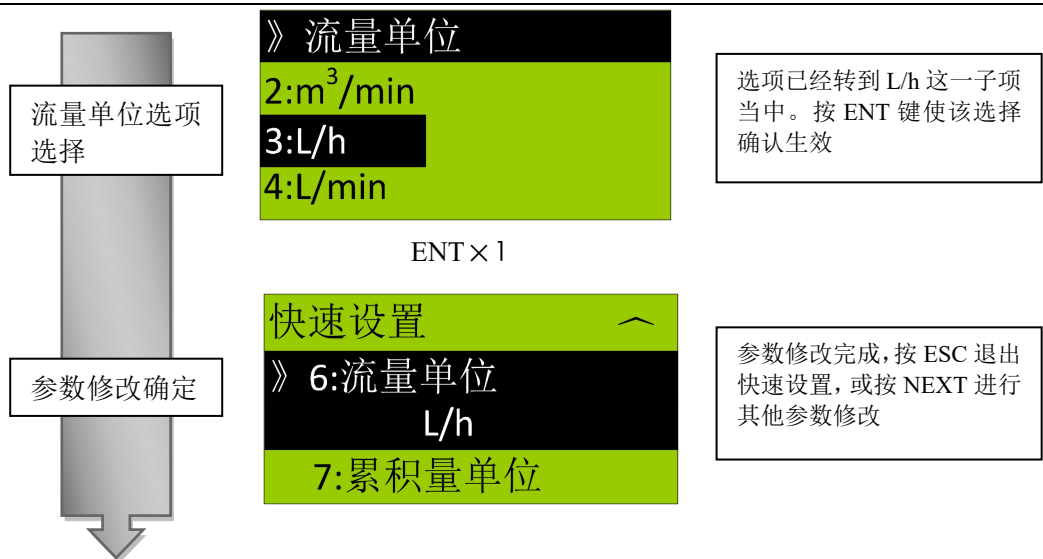 流量单位选项
选择
》流量单位
2:m³/min
3:L/h
4:L/min
选项已经转到 L/h 这一子项
当中。按 ENT 键使该选择
确认生效
ENT×1
参数修改确定
快速设置 ︿
》6:流量单位
L/h
7:累积量单位
参数修改完成,按 ESC 退出
快速设置,或按 NEXT 进行
其他参数修改